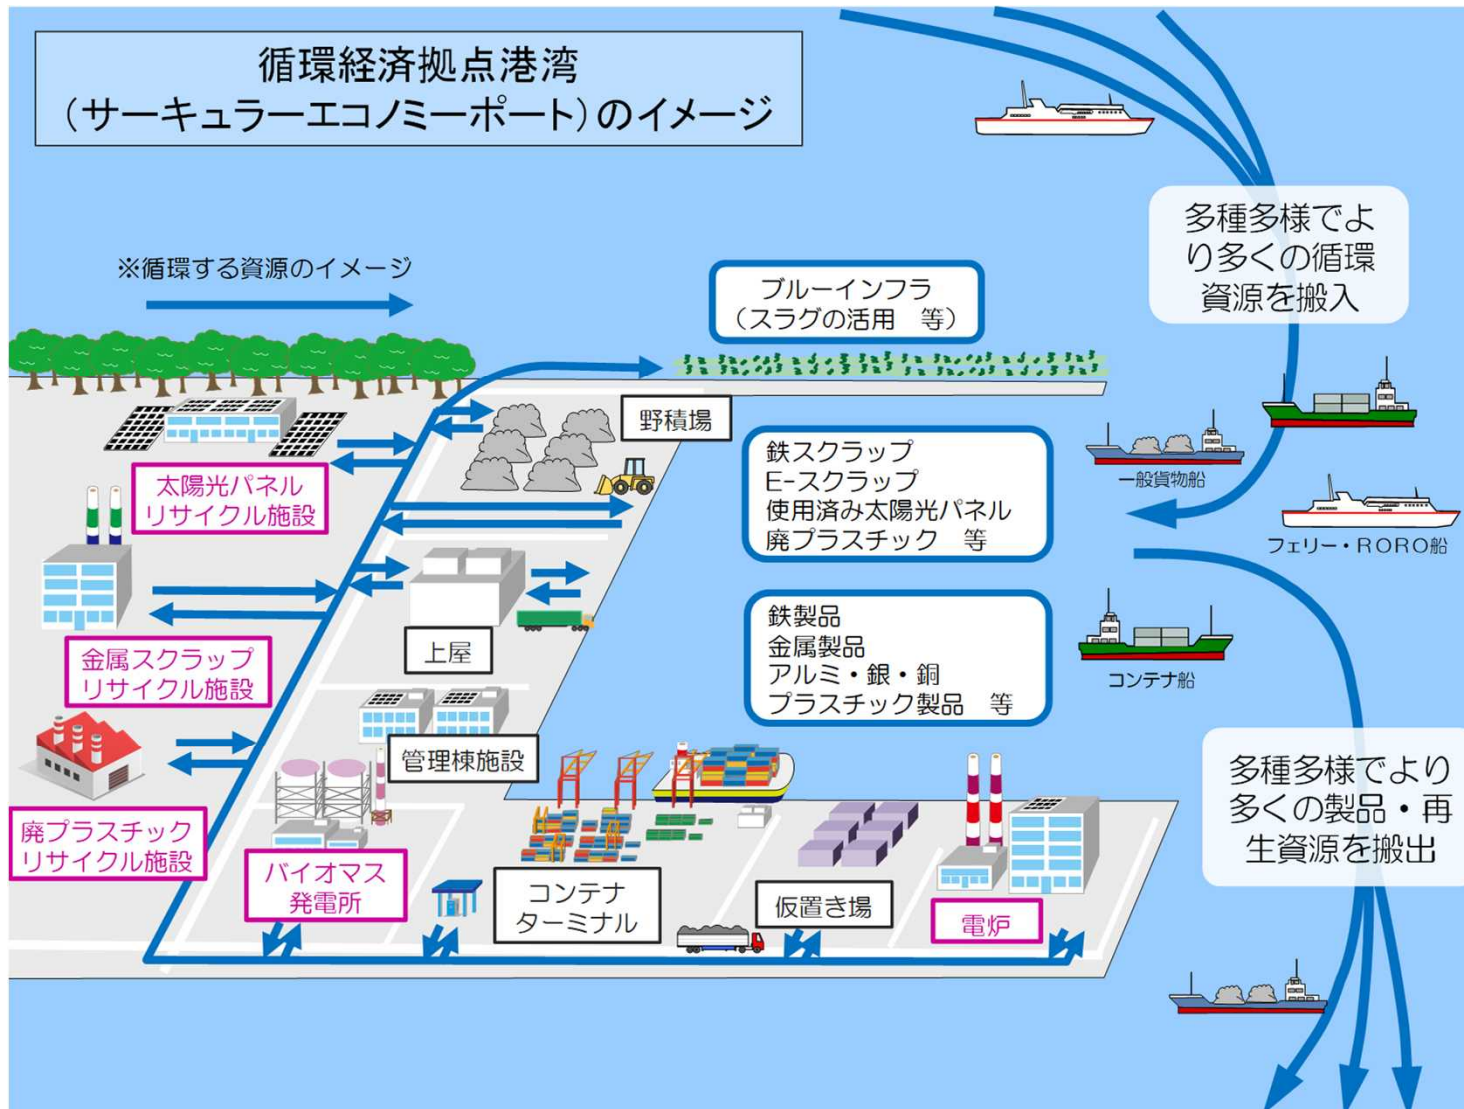 循環経済拠点港湾
（サーキュラーエコノミーポート）のイメージ
※循環する資源のイメージ
多種多様でよ
り多くの循環
資源を搬入
ブルーインフラ
（スラグの活用　等）
野積場
鉄スクラップ
E-スクラップ
使用済み太陽光パネル
廃プラスチック　等
一般貨物船
フェリー・RORO船
太陽光パネル
リサイクル施設
鉄製品
金属製品
アルミ・銀・銅
プラスチック製品　等
コンテナ船
上屋
金属スクラップ
リサイクル施設
管理棟施設
多種多様でより
多くの製品・再
生資源を搬出
廃プラスチック
リサイクル施設
バイオマス
発電所
コンテナ
ターミナル
仮置き場
電炉